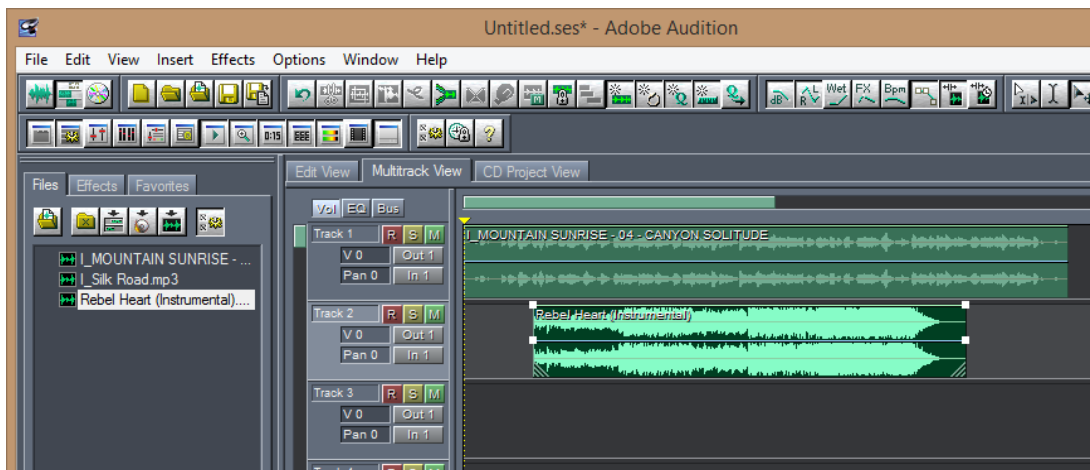 Untitled.ses* - Adobe Audition
File Edit View Insert Effects Options Window Help
dB R L Wet FX Bpm
0:15 ?
Edit View Multitrack View CD Project View
Files Effects Favorites
Vol EQ Bus
Track 1 R S M
V 0 Out 1
Pan 0 In 1
I_MOUNTAIN SUNRISE - 04 - CANYON SOLITUDE
I_MOUNTAIN SUNRISE - ...
I_Silk Road.mp3
Rebel Heart (Instrumental)....
Track 2 R S M
V 0 Out 1
Pan 0 In 1
Rebel Heart (Instrumental)
Track 3 R S M
V 0 Out 1
Pan 0 In 1